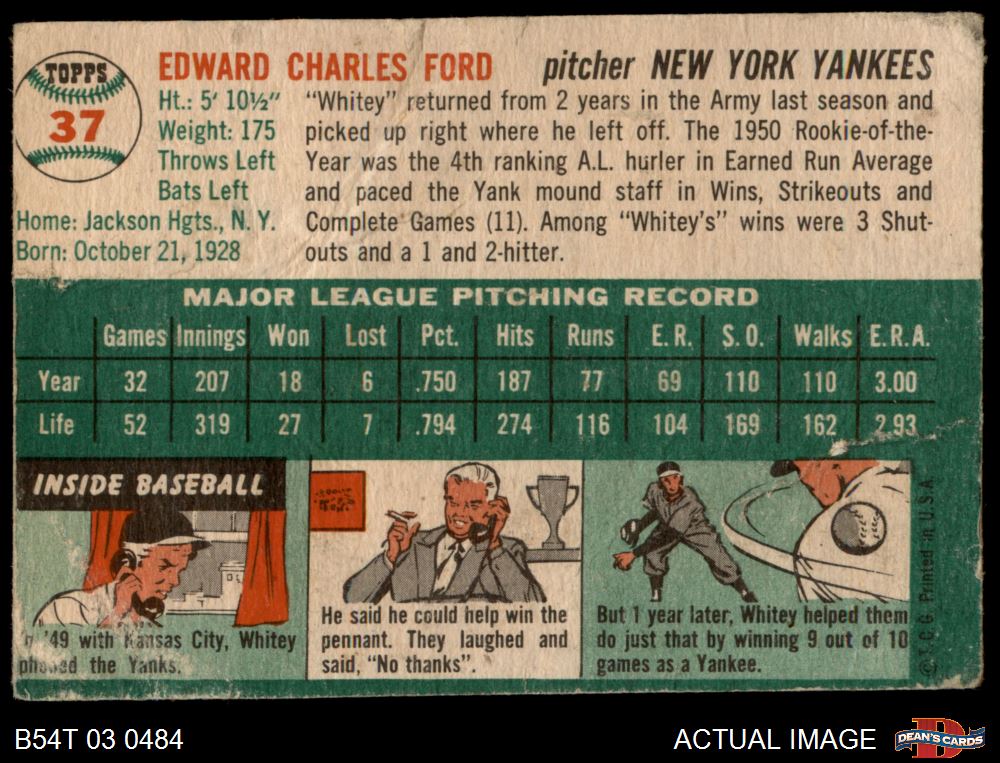 TOPPS
37
EDWARD CHARLES FORD pitcher NEW YORK YANKEES
Ht.: 5' 10½"
Weight: 175
Throws Left
Bats Left
Home: Jackson Hgts., N. Y.
Born: October 21, 1928
"Whitey" returned from 2 years in the Army last season and
picked up right where he left off. The 1950 Rookie-of-the-
Year was the 4th ranking A.L. hurler in Earned Run Average
and paced the Yank mound staff in Wins, Strikeouts and
Complete Games (11). Among "Whitey's" wins were 3 Shut-
outs and a 1 and 2-hitter.
MAJOR LEAGUE PITCHING RECORD
Games Innings Won Lost Pct. Hits Runs E. R. S. O. Walks E. R. A.
Year 32 207 18 6 .750 187 77 69 110 110 3.00
Life 52 319 27 7 .794 274 116 104 169 162 2.93
INSIDE BASEBALL
'49 with Kansas City, Whitey
phoned the Yanks.
He said he could help win the
pennant. They laughed and
said, "No thanks".
But 1 year later, Whitey helped them
do just that by winning 9 out of 10
games as a Yankee.
© T. C. G. Printed in U. S. A.
B54T 03 0484
ACTUAL IMAGE
DEAN'S CARDS